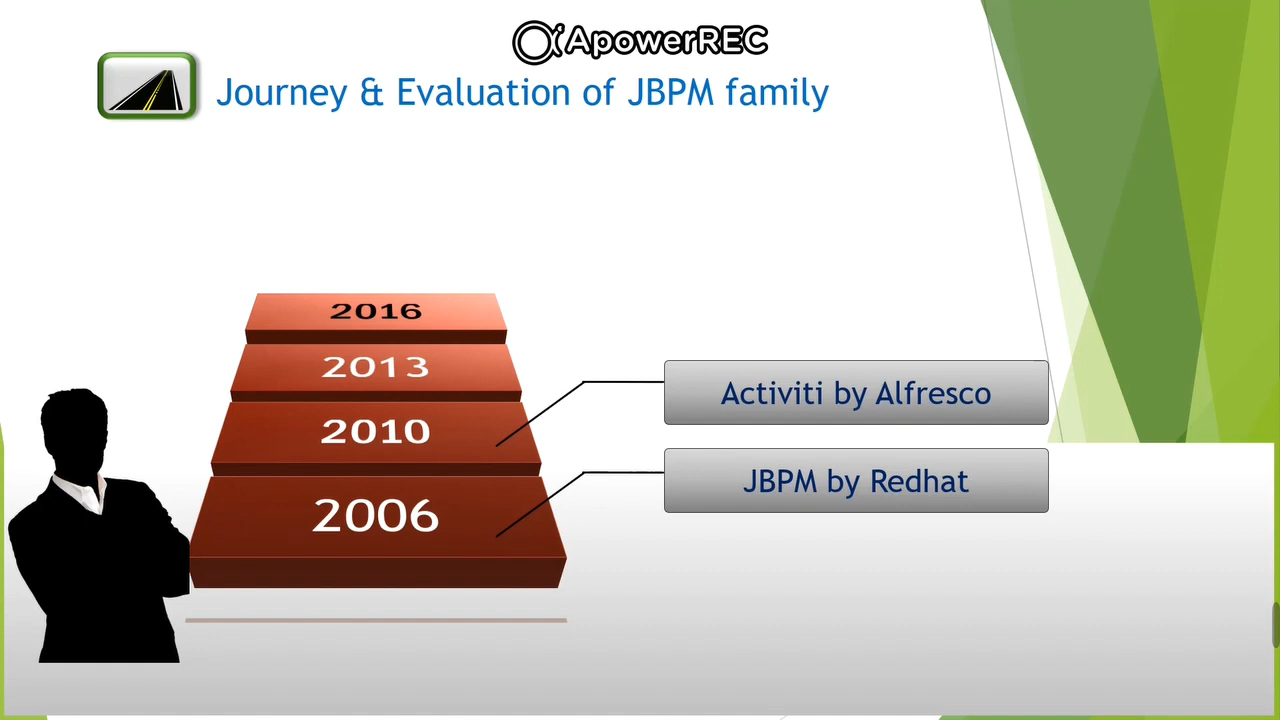 ApowerREC
Journey & Evaluation of JBPM family
2016
2013
2010
2006
Activiti by Alfresco
JBPM by Redhat